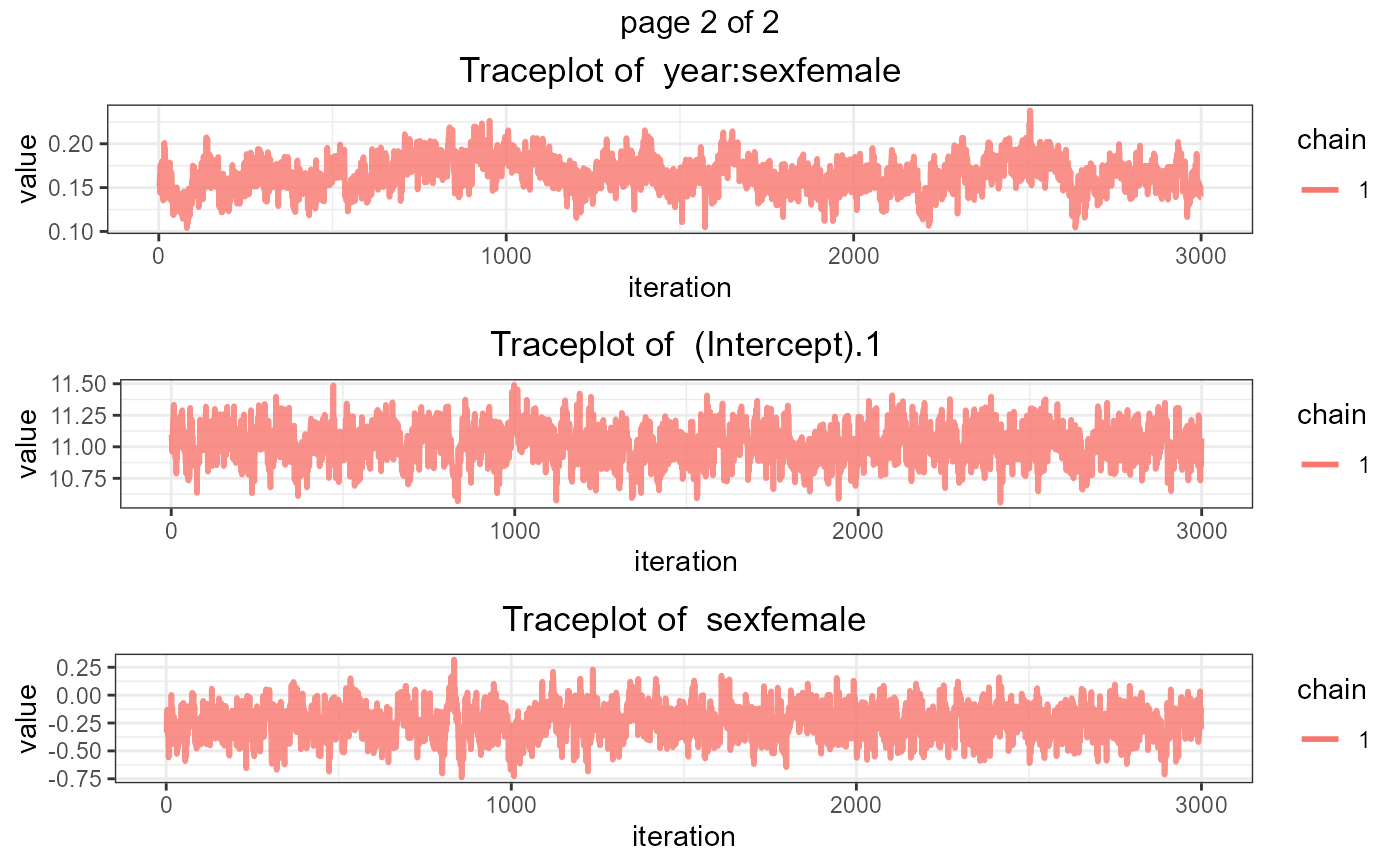 page 2 of 2
Traceplot of  year:sexfemale
value
0.20
0.15
0.10
0 1000 2000 3000
iteration
chain
1
Traceplot of  (Intercept).1
value
11.50
11.25
11.00
10.75
0 1000 2000 3000
iteration
chain
1
Traceplot of  sexfemale
value
0.25
0.00
-0.25
-0.50
-0.75
0 1000 2000 3000
iteration
chain
1